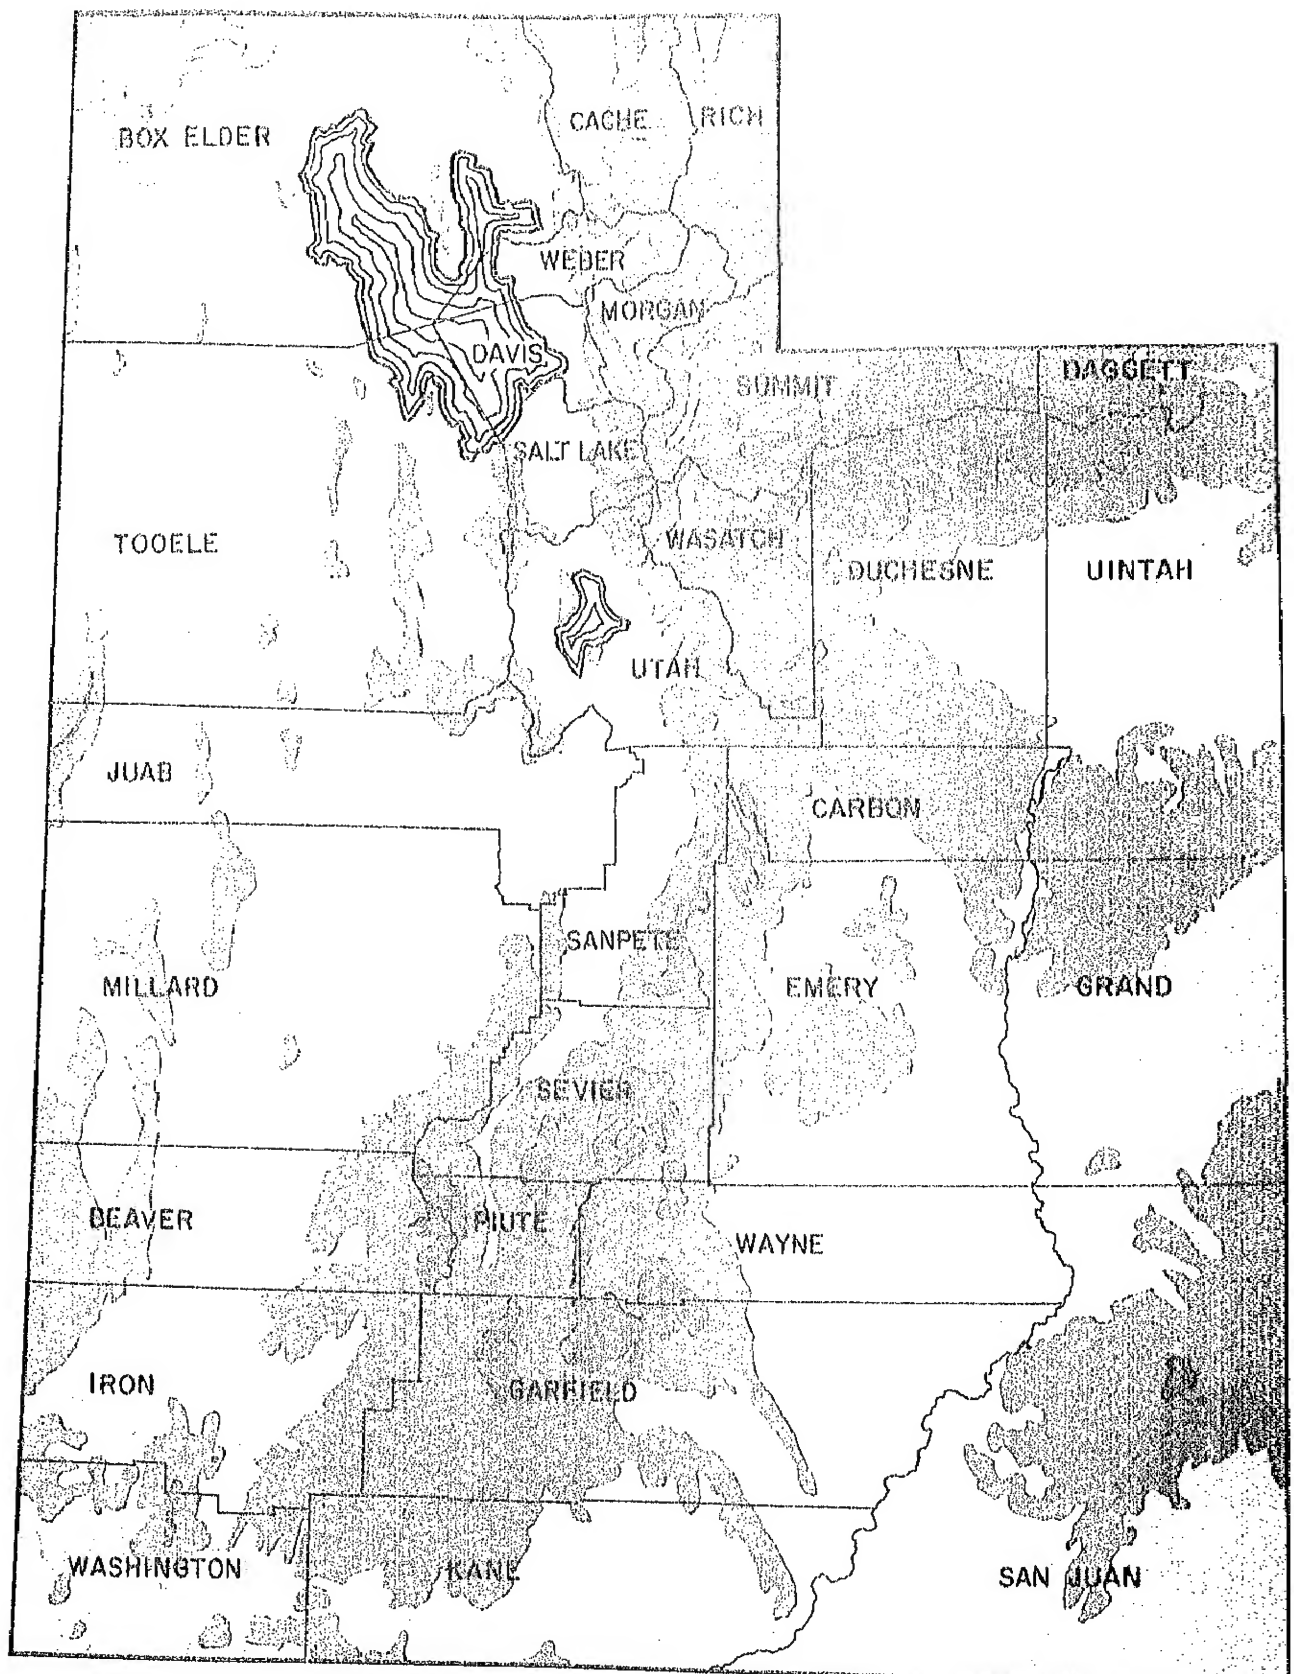 BOX ELDER
CACHE
RICH
WEBER
MORGAN
DAVIS
DAGGETT
SUMMIT
SALT LAKE
TOOELE
WASATCH
DUCHESNE
UINTAH
UTAH
JUAB
CARBON
SANPETE
MILLARD
EMERY
GRAND
SEVIER
BEAVER
PIUTE
WAYNE
IRON
GARFIELD
WASHINGTON
KANE
SAN JUAN